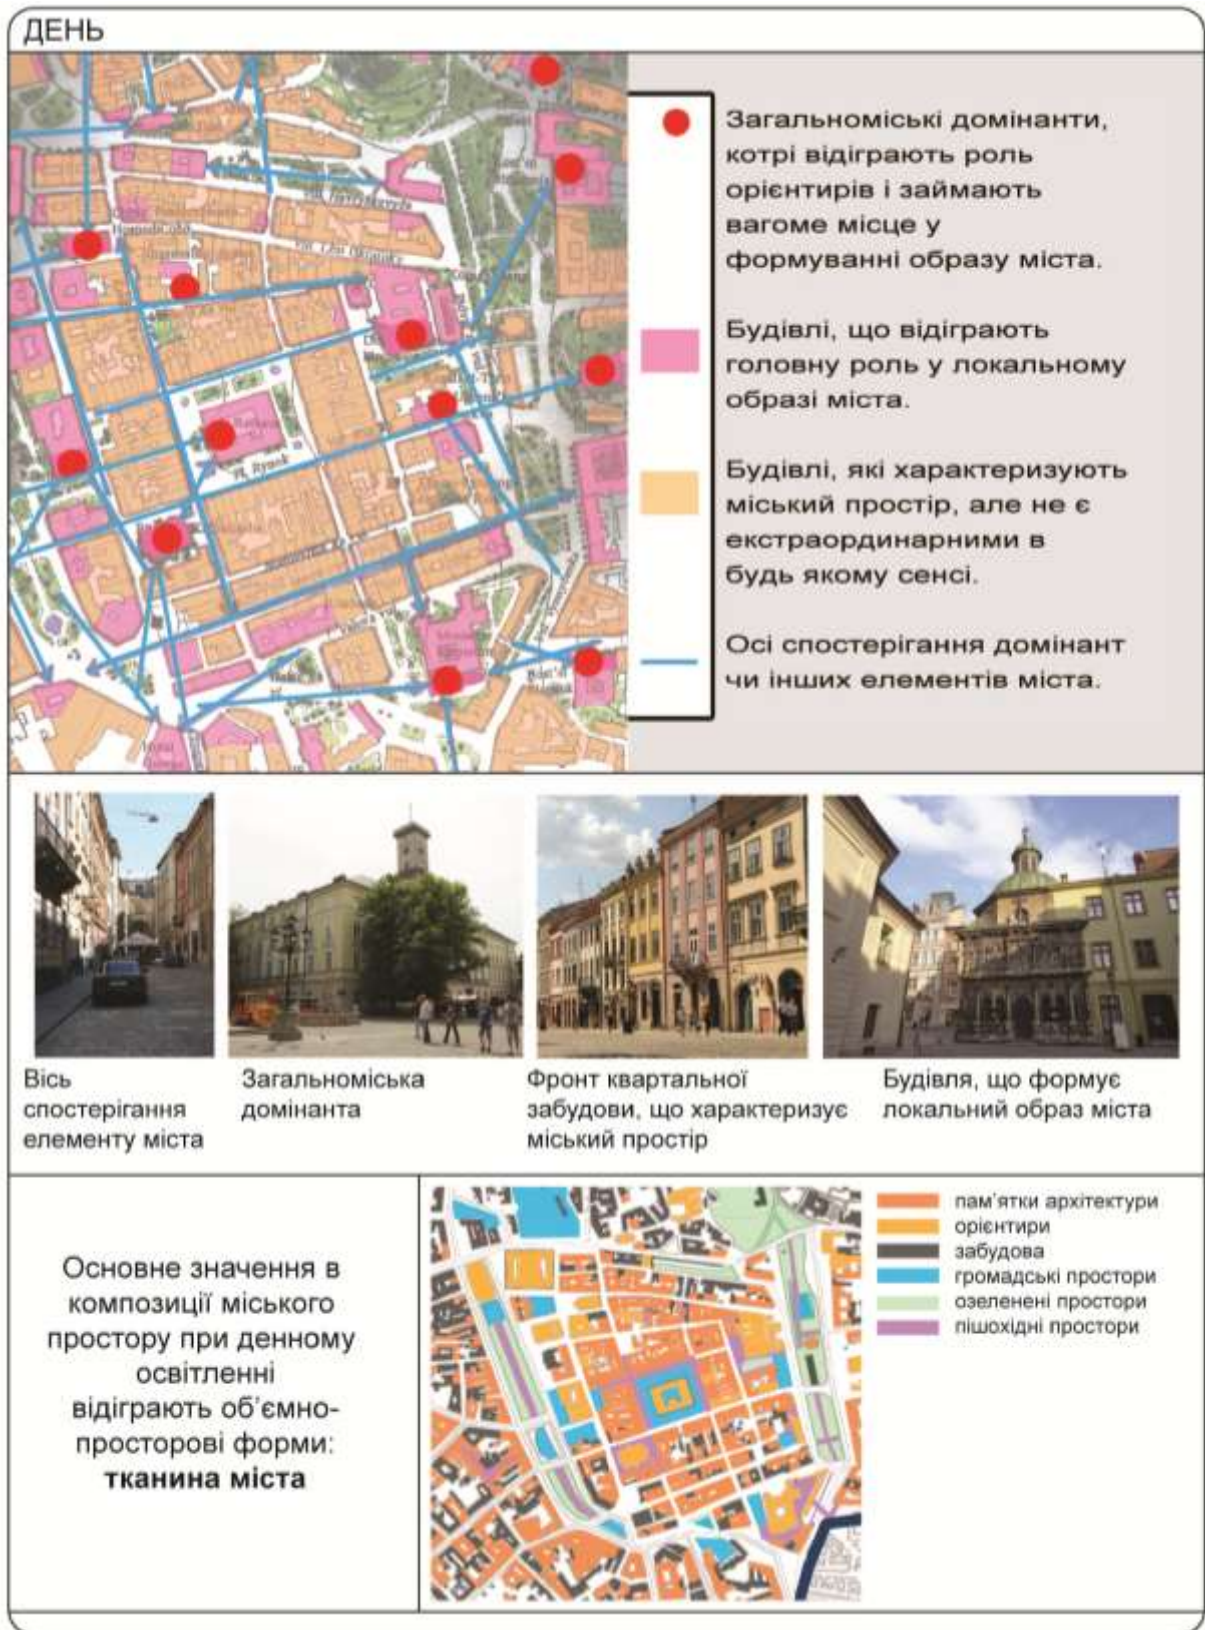 ДЕНЬ
Загальноміські домінанти,
котрі відіграють роль
орієнтирів і займають
вагоме місце у
формуванні образу міста.
Будівлі, що відіграють
головну роль у локальному
образі міста.
Будівлі, які характеризують
міський простір, але не є
екстраординарними в
будь якому сенсі.
Осі спостерігання домінант
чи інших елементів міста.
Pl. Rynok
Вісь
спостерігання
елементу міста
Загальноміська
домінанта
Фронт квартальної
забудови, що характеризує
міський простір
Будівля, що формує
локальний образ міста
Основне значення в
композиції міського
простору при денному
освітленні
відіграють об’ємно-
просторові форми:
тканина міста
пам’ятки архітектури
орієнтири
забудова
громадські простори
озеленені простори
пішохідні простори